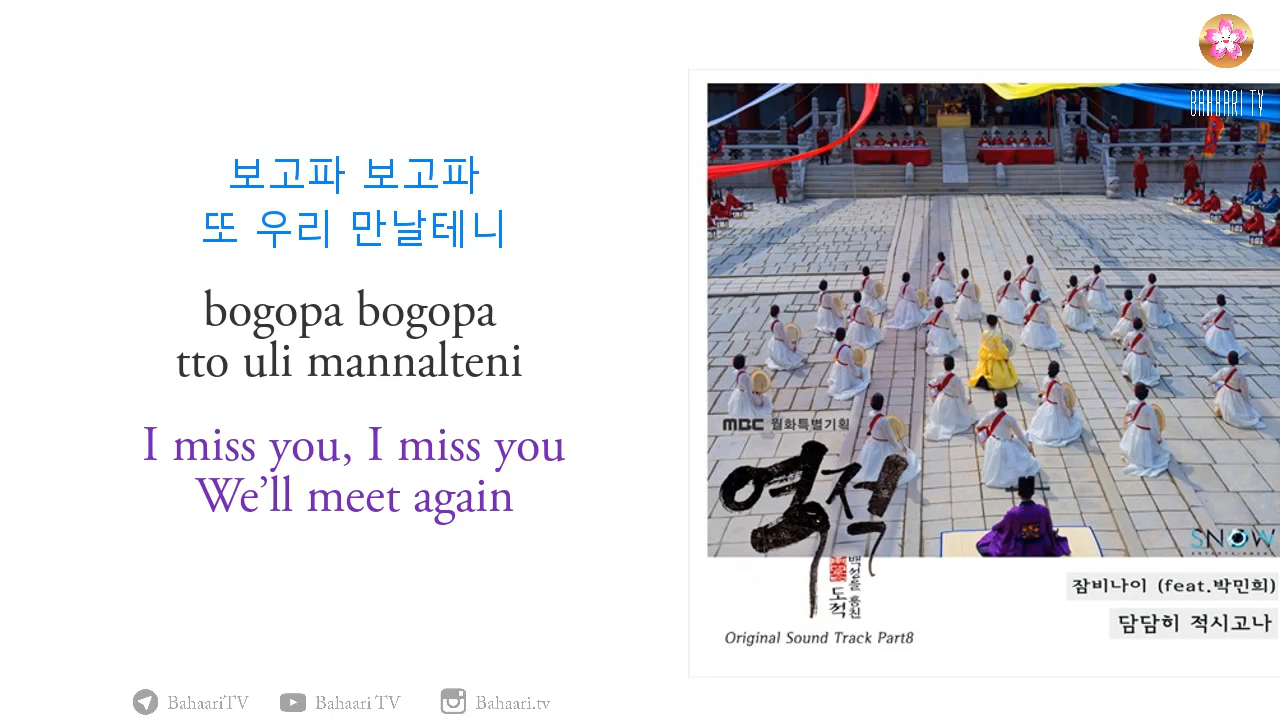 BAHAARI TV
보고파 보고파
또 우리 만날테니
bogopa bogopa
tto uli mannalteni
I miss you, I miss you
We’ll meet again
MBC 월화특별기획
역적
백성을 훔친
도적
SNOW
ENTERTAINMENT
잠비나이 (feat.박민희)
담담히 적시고나
Original Sound Track Part8
BahaariTV
Bahaari TV
Bahaari.tv